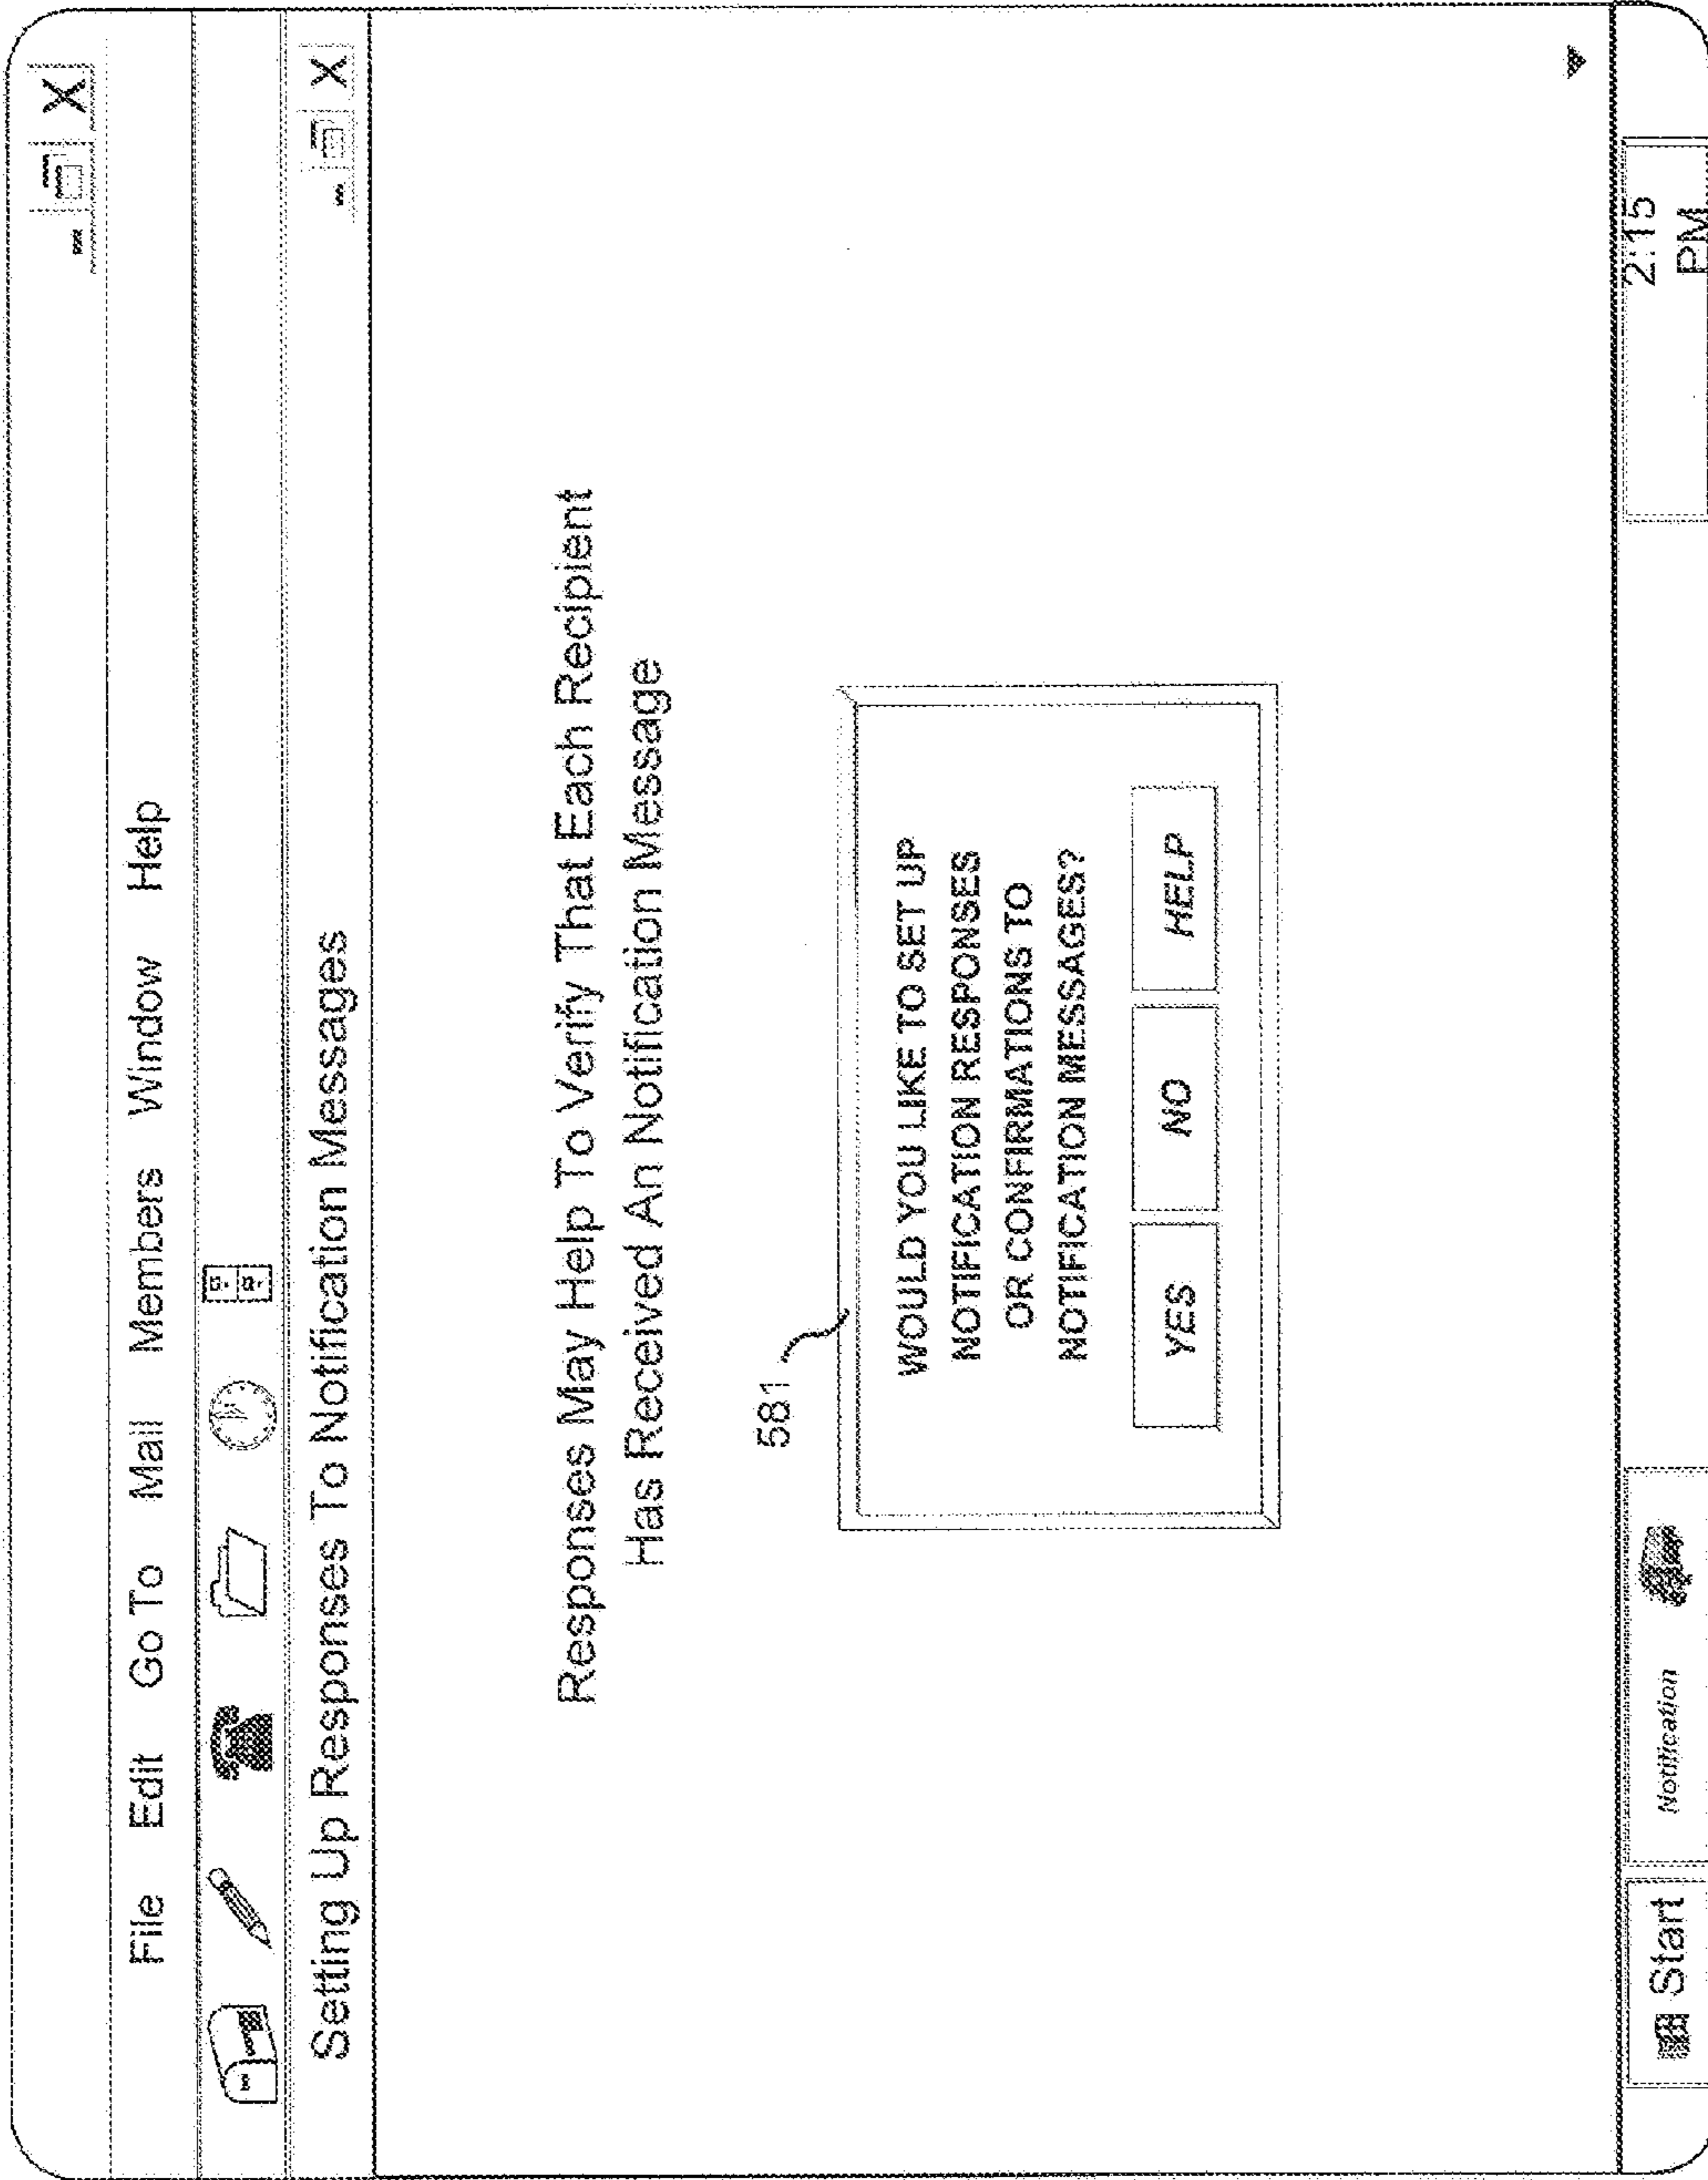 X
File Edit Go To Mail Members Window Help
Setting Up Responses To Notification Messages
X
Responses May Help To Verify That Each Recipient
Has Received An Notification Message
581
WOULD YOU LIKE TO SET UP
NOTIFICATION RESPONSES
OR CONFIRMATIONS TO
NOTIFICATION MESSAGES?
YES NO HELP
Start
Notification
2:15
PM